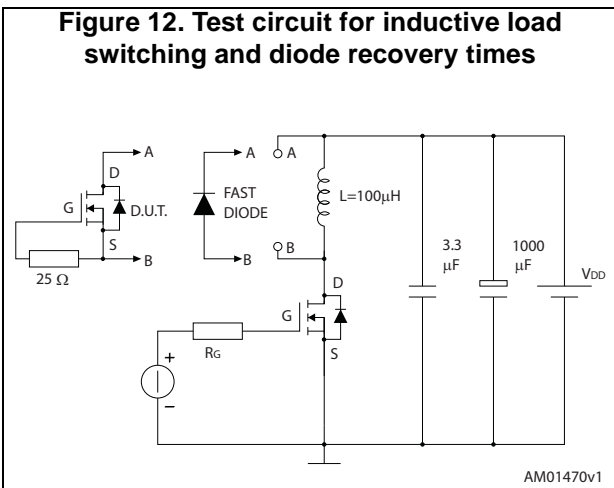 Figure 12. Test circuit for inductive load
switching and diode recovery times
A
D
G
D.U.T.
S
B
25 Ω
A
FAST
DIODE
B
A
L=100µH
B
D
G
S
RG
+
−
3.3
µF
1000
µF
VDD
AM01470v1